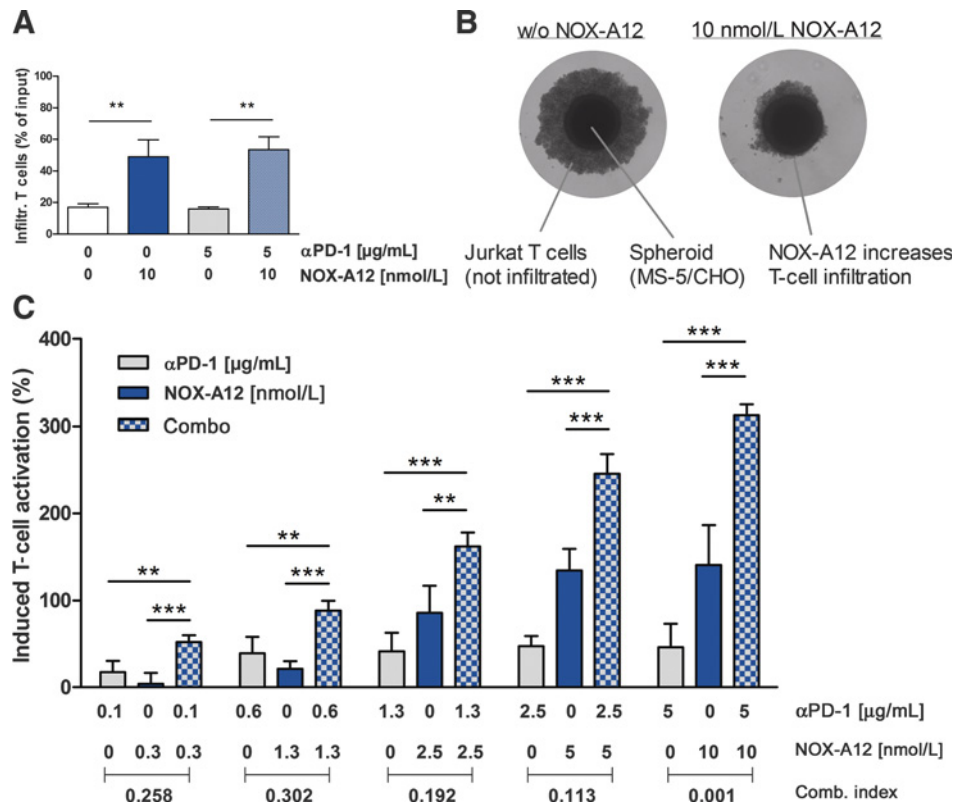 A
Infiltr. T cells (% of input)
100
80
60
40
20
0
**
**
0 0 5 5 αPD-1 [µg/mL]
0 10 0 10 NOX-A12 [nmol/L]
B
w/o NOX-A12
10 nmol/L NOX-A12
Jurkat T cells
(not infiltrated)
Spheroid
(MS-5/CHO)
NOX-A12 increases
T-cell infiltration
C
Induced T-cell activation (%)
400
300
200
100
0
αPD-1 [µg/mL]
NOX-A12 [nmol/L]
Combo
**
***
**
***
***
**
***
***
***
***
0.1 0 0.1 0.6 0 0.6 1.3 0 1.3 2.5 0 2.5 5 0 5 αPD-1 [µg/mL]
0 0.3 0.3 0 1.3 1.3 0 2.5 2.5 0 5 5 0 10 10 NOX-A12 [nmol/L]
0.258 0.302 0.192 0.113 0.001 Comb. index